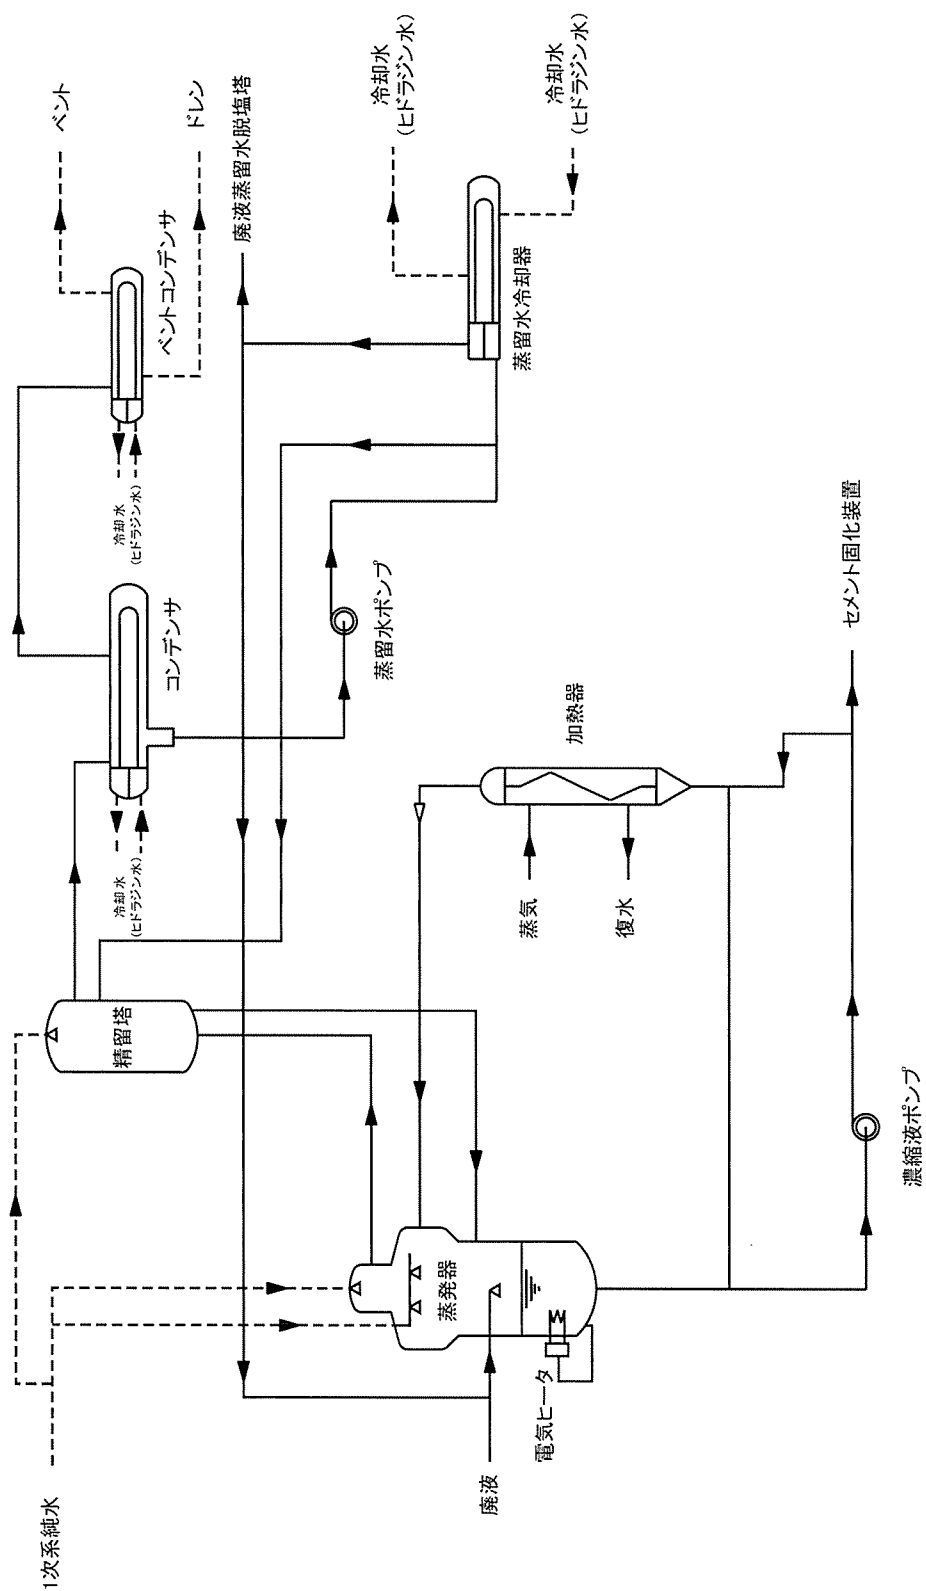 1次系純水
精留塔
冷却水
(ヒドラジン水)
コンデンサ
冷却水
(ヒドラジン水)
ベントコンデンサ
ベント
ドレン
廃液蒸留水脱塩塔
冷却水
(ヒドラジン水)
冷却水
(ヒドラジン水)
蒸留水冷却器
蒸留水ポンプ
加熱器
蒸気
復水
蒸発器
電気ヒータ
廃液
セメント固化装置
濃縮液ポンプ